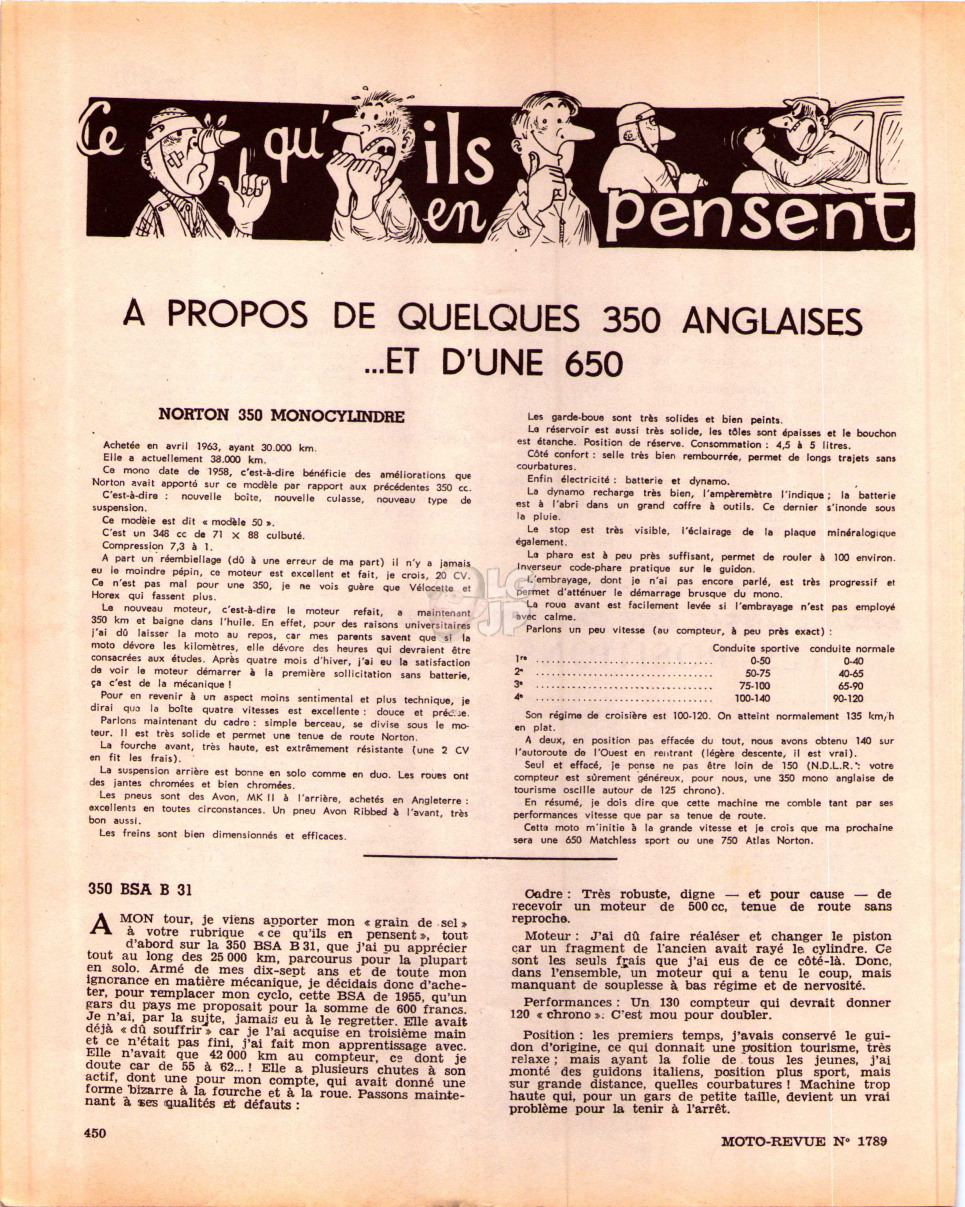 Ce qu'ils en pensent
A PROPOS DE QUELQUES 350 ANGLAISES
...ET D'UNE 650
NORTON 350 MONOCYLINDRE
Achetée en avril 1963, ayant 30.000 km.
Elle a actuellement 38.000 km.
Ce mono date de 1958, c'est-à-dire bénéficie des améliorations que
Norton avait apporté sur ce modèle par rapport aux précédentes 350 cc.
C'est-à-dire : nouvelle boîte, nouvelle culasse, nouveau type de
suspension.
Ce modèle est dit « modèle 50 ».
C'est un 348 cc de 71 × 88 culbuté.
Compression 7,3 à 1.
A part un réembiellage (dû à une erreur de ma part) il n'y a jamais
eu le moindre pépin, ce moteur est excellent et fait, je crois, 20 CV.
Ce n'est pas mal pour une 350, je ne vois guère que Vélocette et
Horex qui fassent plus.
Le nouveau moteur, c'est-à-dire le moteur refait, a maintenant
350 km et baigne dans l'huile. En effet, pour des raisons universitaires
j'ai dû laisser la moto au repos, car mes parents savent que si la
moto dévore les kilomètres, elle dévore des heures qui devraient être
consacrées aux études. Après quatre mois d'hiver, j'ai eu la satisfaction
de voir le moteur démarrer à la première sollicitation sans batterie,
ça c'est de la mécanique !
Pour en revenir à un aspect moins sentimental et plus technique, je
dirai que la boîte quatre vitesses est excellente : douce et précise.
Parlons maintenant du cadre : simple berceau, se divise sous le mo-
teur. Il est très solide et permet une tenue de route Norton.
La fourche avant, très haute, est extrêmement résistante (une 2 CV
en fit les frais).
La suspension arrière est bonne en solo comme en duo. Les roues ont
des jantes chromées et bien chromées.
Les pneus sont des Avon, MK II à l'arrière, achetés en Angleterre :
excellents en toutes circonstances. Un pneu Avon Ribbed à l'avant, très
bon aussi.
Les freins sont bien dimensionnés et efficaces.
Les garde-boue sont très solides et bien peints.
Le réservoir est aussi très solide, les tôles sont épaisses et le bouchon
est étanche. Position de réserve. Consommation : 4,5 à 5 litres.
Côté confort : selle très bien rembourrée, permet de longs trajets sans
courbatures.
Enfin électricité : batterie et dynamo.
La dynamo recharge très bien, l'ampèremètre l'indique ; la batterie
est à l'abri dans un grand coffre à outils. Ce dernier s'inonde sous
la pluie.
Le stop est très visible, l'éclairage de la plaque minéralogique
également.
Le phare est à peu près suffisant, permet de rouler à 100 environ.
Inverseur code-phare pratique sur le guidon.
L'embrayage, dont je n'ai pas encore parlé, est très progressif et
permet d'atténuer le démarrage brusque du mono.
La roue avant est facilement levée si l'embrayage n'est pas employé
avec calme.
Parlons un peu vitesse (au compteur, à peu près exact) :
Conduite sportive conduite normale
1re ................................ 0-50 0-40
2e ................................ 50-75 40-65
3e ................................ 75-100 65-90
4e ................................ 100-140 90-120
Son régime de croisière est 100-120. On atteint normalement 135 km/h
en plat.
A deux, en position pas effacée du tout, nous avons obtenu 140 sur
l'autoroute de l'Ouest en rentrant (légère descente, il est vrai).
Seul et effacé, je pense ne pas être loin de 150 (N.D.L.R. : votre
compteur est sûrement généreux, pour nous, une 350 mono anglaise de
tourisme oscille autour de 125 chrono).
En résumé, je dois dire que cette machine me comble tant par ses
performances vitesse que par sa tenue de route.
Cette moto m'initie à la grande vitesse et je crois que ma prochaine
sera une 650 Matchless sport ou une 750 Atlas Norton.
350 BSA B 31
A MON tour, je viens apporter mon « grain de sel »
à votre rubrique « ce qu'ils en pensent », tout
d'abord sur la 350 BSA B 31, que j'ai pu apprécier
tout au long des 25 000 km, parcourus pour la plupart
en solo. Armé de mes dix-sept ans et de toute mon
ignorance en matière mécanique, je décidais donc d'ache-
ter, pour remplacer mon cyclo, cette BSA de 1955, qu'un
gars du pays me proposait pour la somme de 600 francs.
Je n'ai, par la sujte, jamais eu à le regretter. Elle avait
déjà « dû souffrir » car je l'ai acquise en troisième main
et ce n'était pas fini, j'ai fait mon apprentissage avec.
Elle n'avait que 42 000 km au compteur, ce dont je
doute car de 55 à 62... ! Elle a plusieurs chutes à son
actif, dont une pour mon compte, qui avait donné une
forme bizarre à la fourche et à la roue. Passons mainte-
nant à ses qualités et défauts :
Cadre : Très robuste, digne — et pour cause — de
recevoir un moteur de 500 cc, tenue de route sans
reproche.
Moteur : J'ai dû faire réaléser et changer le piston
car un fragment de l'ancien avait rayé le cylindre. Ce
sont les seuls frais que j'ai eus de ce côté-là. Donc,
dans l'ensemble, un moteur qui a tenu le coup, mais
manquant de souplesse à bas régime et de nervosité.
Performances : Un 130 compteur qui devrait donner
120 « chrono ». C'est mou pour doubler.
Position : les premiers temps, j'avais conservé le gui-
don d'origine, ce qui donnait une position tourisme, très
relaxe ; mais ayant la folie de tous les jeunes, j'ai
monté des guidons italiens, position plus sport, mais
sur grande distance, quelles courbatures ! Machine trop
haute qui, pour un gars de petite taille, devient un vrai
problème pour la tenir à l'arrêt.
450
MOTO-REVUE N° 1789